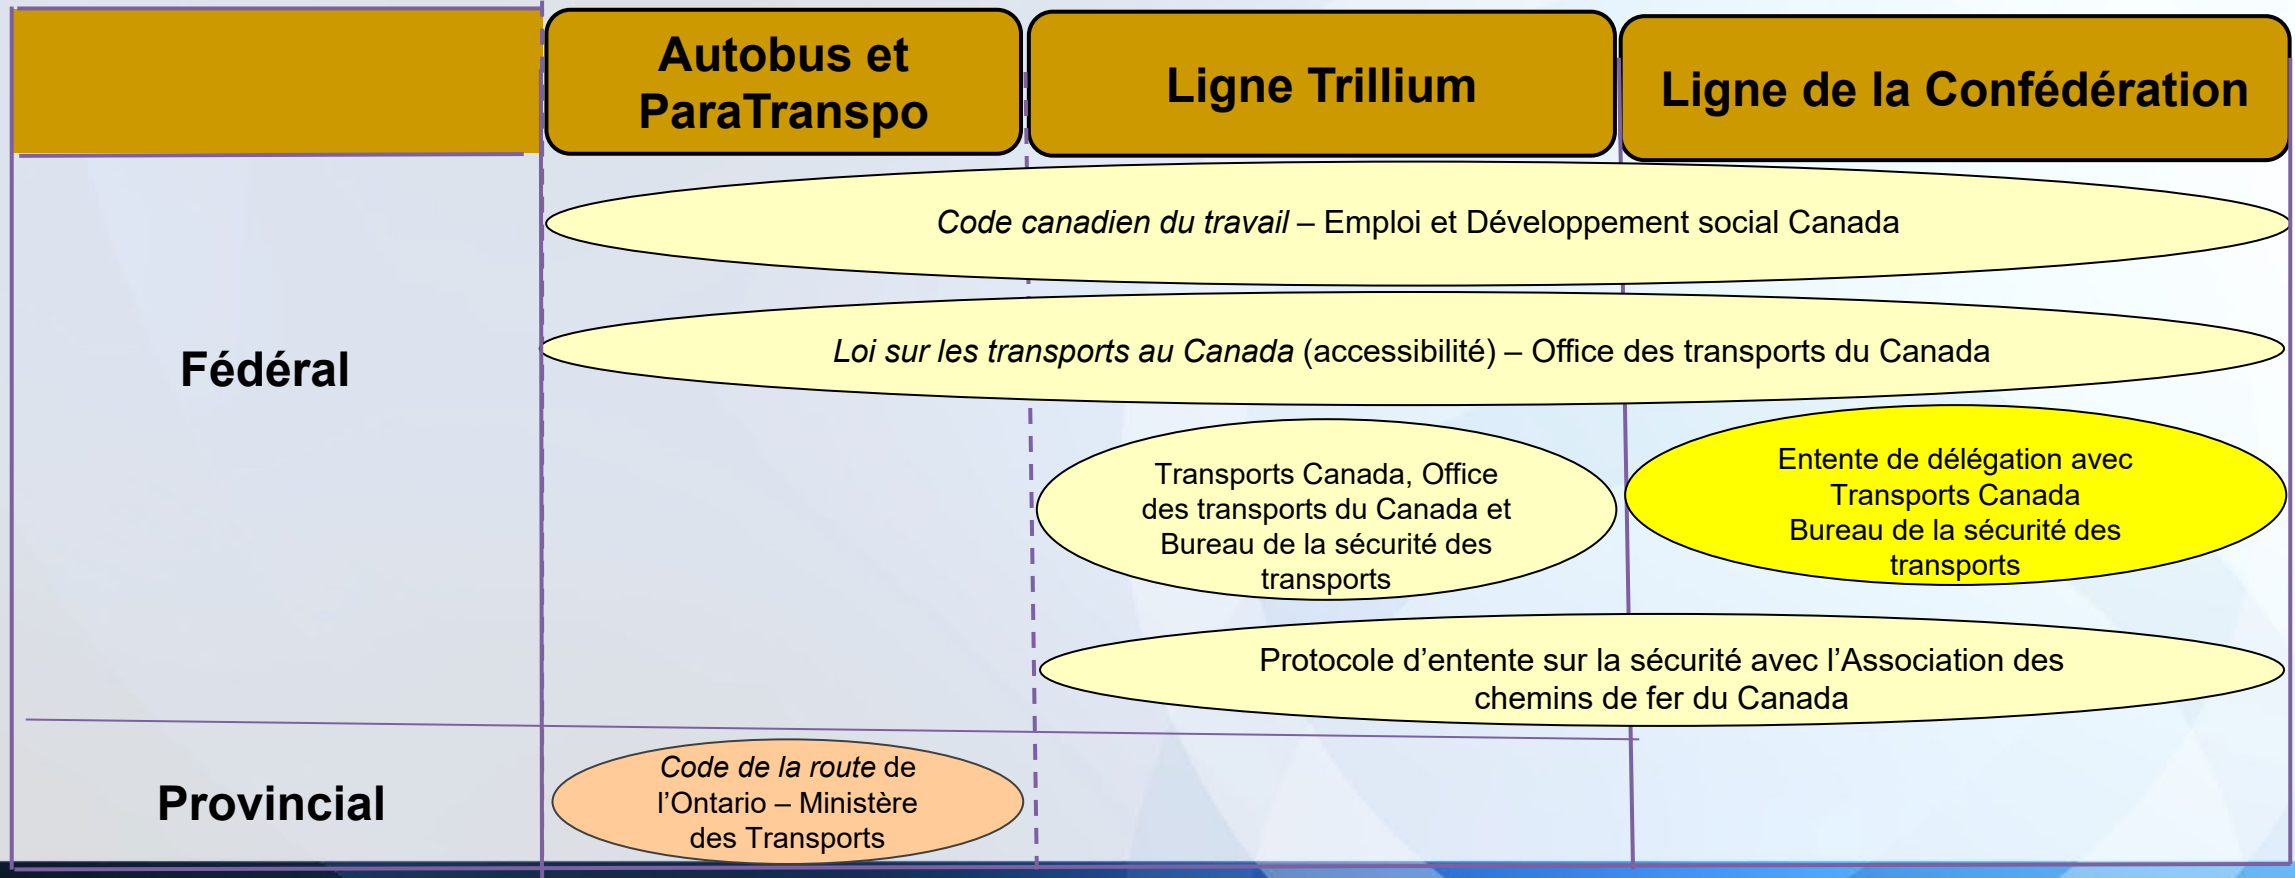 Autobus et
ParaTranspo
Ligne Trillium
Ligne de la Confédération
Fédéral
Code canadien du travail – Emploi et Développement social Canada
Loi sur les transports au Canada (accessibilité) – Office des transports du Canada
Transports Canada, Office
des transports du Canada et
Bureau de la sécurité des
transports
Entente de délégation avec
Transports Canada
Bureau de la sécurité des
transports
Protocole d’entente sur la sécurité avec l’Association des
chemins de fer du Canada
Provincial
Code de la route de
l’Ontario – Ministère
des Transports